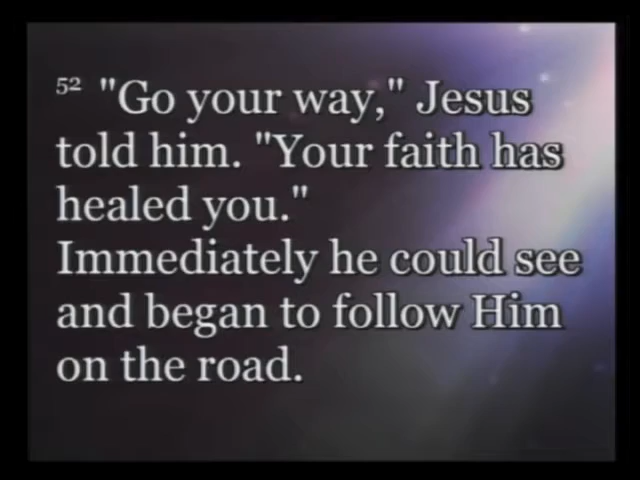 52 "Go your way," Jesus
told him. "Your faith has
healed you."
Immediately he could see
and began to follow Him
on the road.